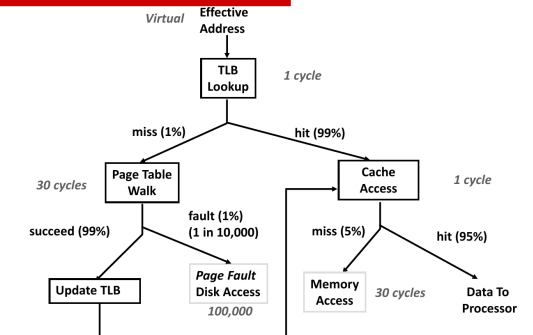 Virtual
Effective
Address
TLB
Lookup
1 cycle
miss (1%)
hit (99%)
30 cycles
Page Table
Walk
Cache
Access
1 cycle
succeed (99%)
fault (1%)
(1 in 10,000)
miss (5%)
hit (95%)
Update TLB
Page Fault
Disk Access
100,000
Memory
Access
30 cycles
Data To
Processor